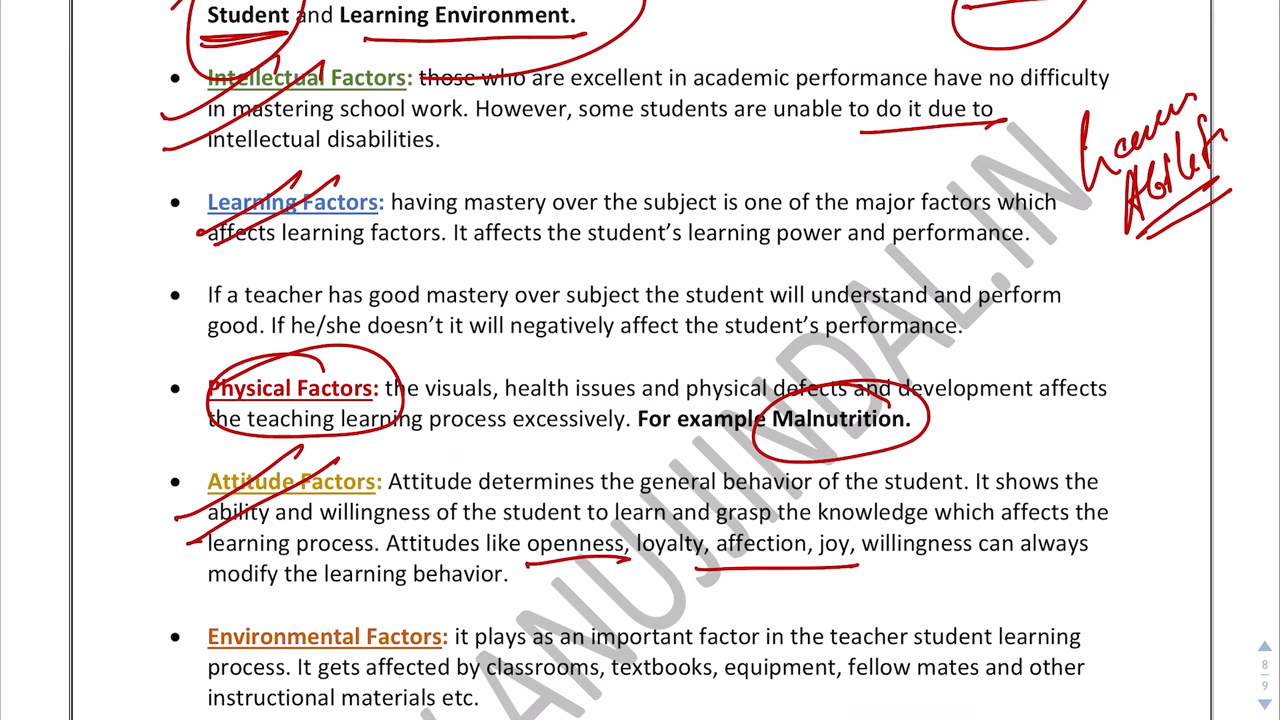 Student and Learning Environment.
• Intellectual Factors: those who are excellent in academic performance have no difficulty
in mastering school work. However, some students are unable to do it due to
intellectual disabilities.
• Learning Factors: having mastery over the subject is one of the major factors which
affects learning factors. It affects the student’s learning power and performance.
• If a teacher has good mastery over subject the student will understand and perform
good. If he/she doesn’t it will negatively affect the student’s performance.
• Physical Factors: the visuals, health issues and physical defects and development affects
the teaching learning process excessively. For example Malnutrition.
• Attitude Factors: Attitude determines the general behavior of the student. It shows the
ability and willingness of the student to learn and grasp the knowledge which affects the
learning process. Attitudes like openness, loyalty, affection, joy, willingness can always
modify the learning behavior.
• Environmental Factors: it plays as an important factor in the teacher student learning
process. It gets affected by classrooms, textbooks, equipment, fellow mates and other
instructional materials etc.
ANUJJINDAL.IN
8
9